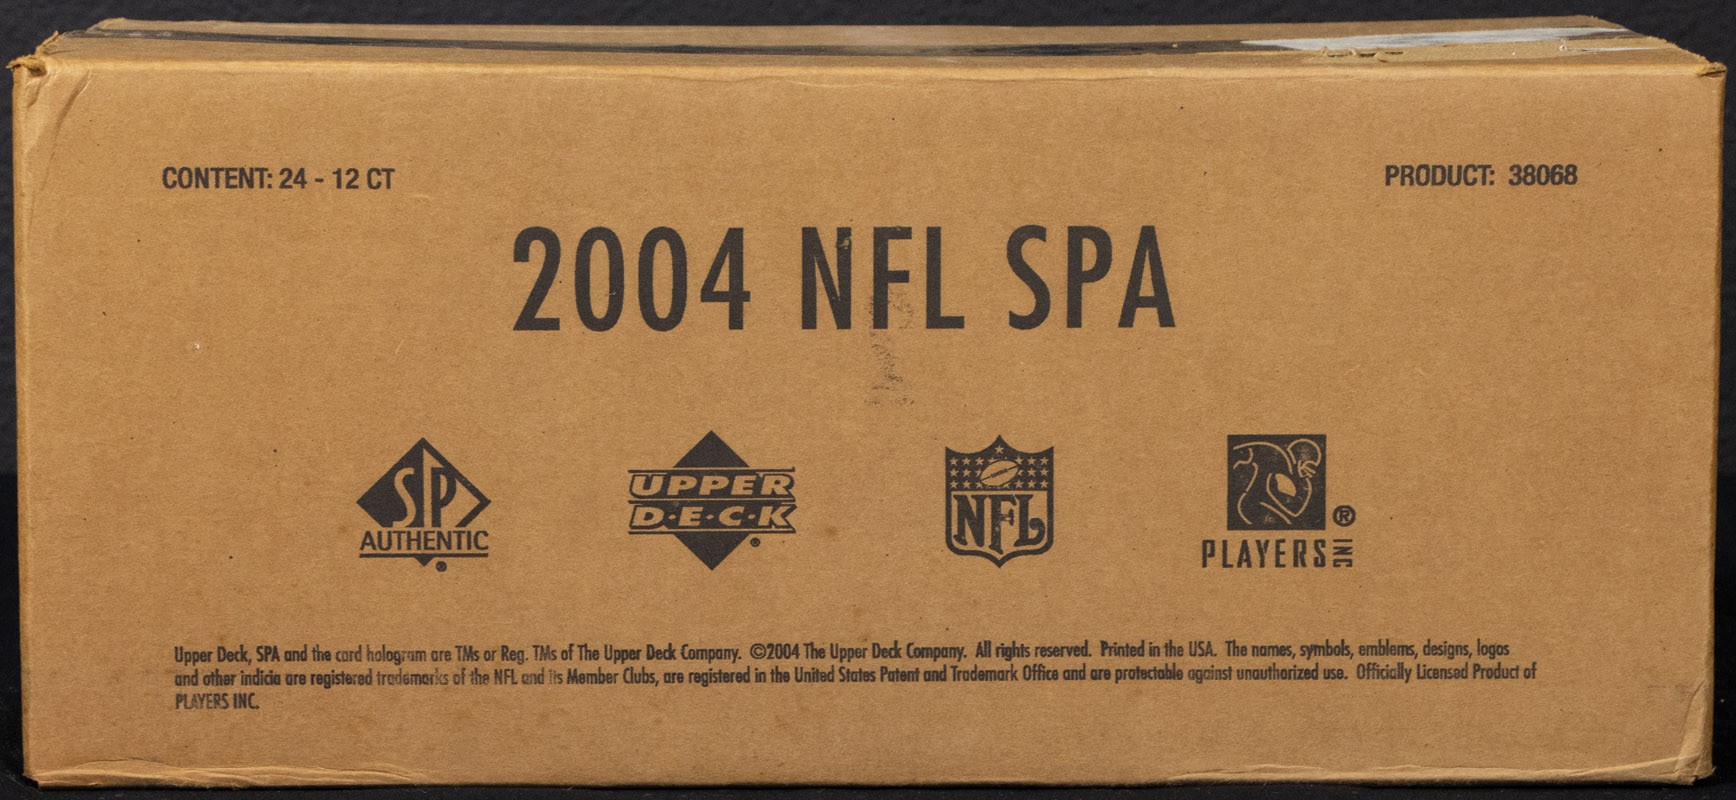 CONTENT: 24 - 12 CT
PRODUCT: 38068
2004 NFL SPA
SP
AUTHENTIC
®
UPPER
D·E·C·K
®
NFL
®
PLAYERS INC
Upper Deck, SPA and the card hologram are TMs or Reg. TMs of The Upper Deck Company. ©2004 The Upper Deck Company. All rights reserved. Printed in the USA. The names, symbols, emblems, designs, logos
and other indicia are registered trademarks of the NFL and its Member Clubs, are registered in the United States Patent and Trademark Office and are protectable against unauthorized use. Officially Licensed Product of
PLAYERS INC.